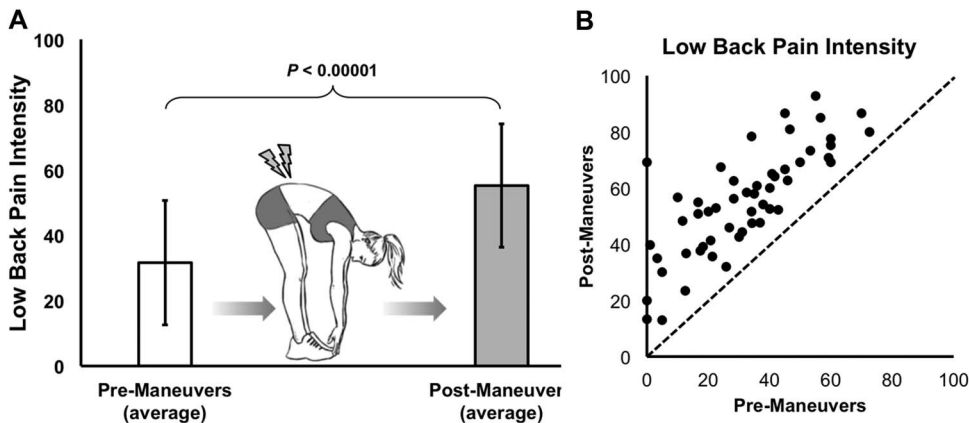 A
Low Back Pain Intensity
100
80
60
40
20
0
P < 0.00001
Pre-Maneuvers
(average)
Post-Maneuver
(average)
B
Low Back Pain Intensity
Post-Maneuvers
100
80
60
40
20
0
0 20 40 60 80 100
Pre-Maneuvers